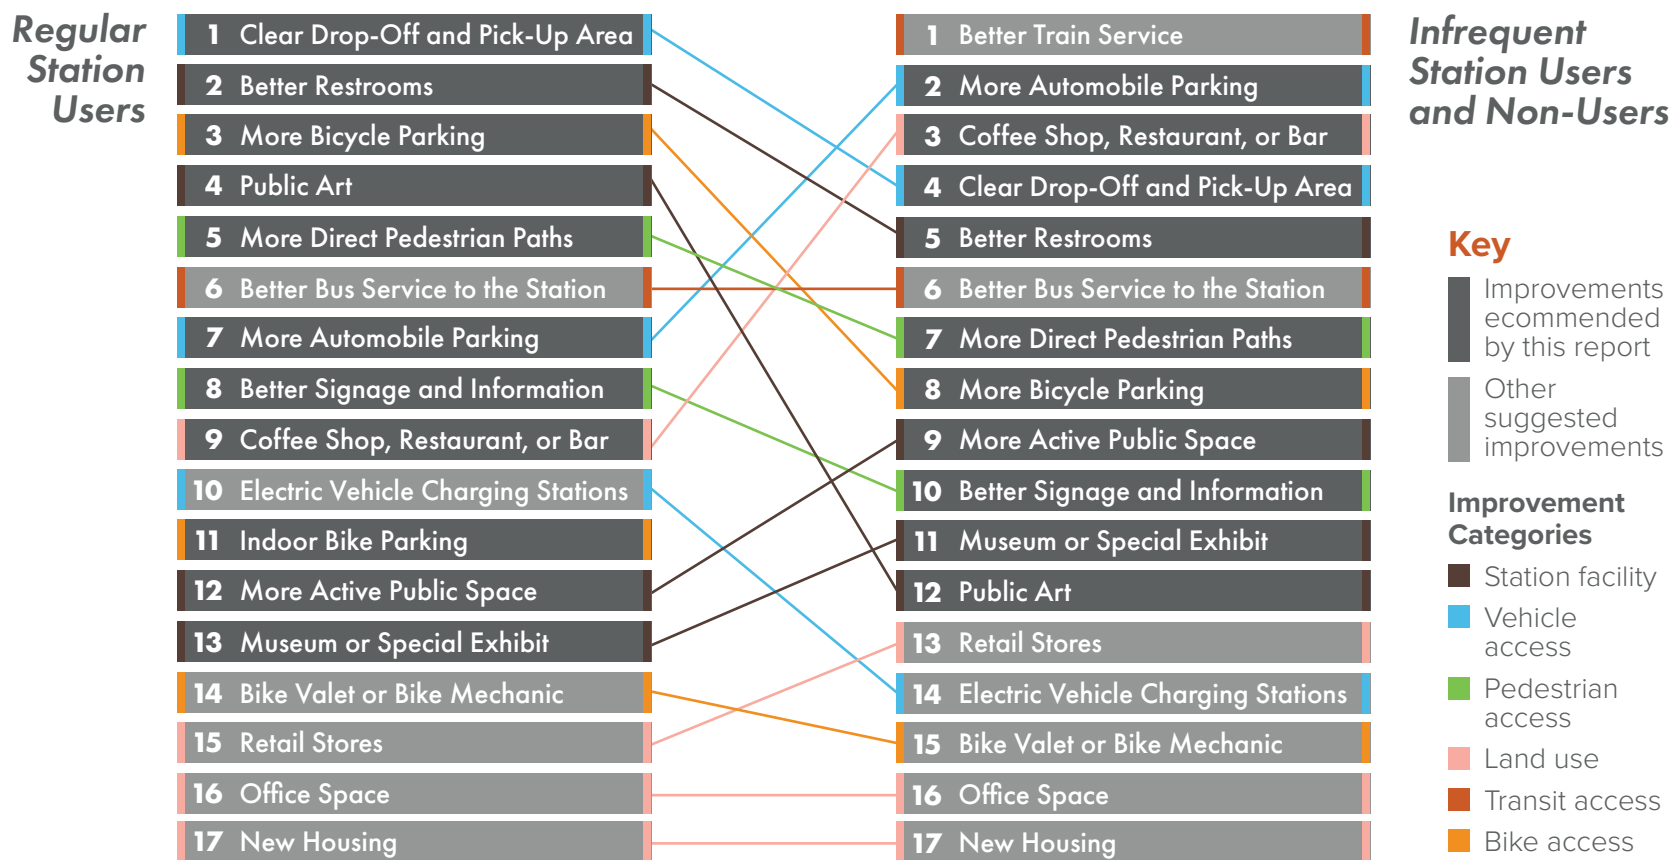 Regular
Station
Users
1 Clear Drop-Off and Pick-Up Area
2 Better Restrooms
3 More Bicycle Parking
4 Public Art
5 More Direct Pedestrian Paths
6 Better Bus Service to the Station
7 More Automobile Parking
8 Better Signage and Information
9 Coffee Shop, Restaurant, or Bar
10 Electric Vehicle Charging Stations
11 Indoor Bike Parking
12 More Active Public Space
13 Museum or Special Exhibit
14 Bike Valet or Bike Mechanic
15 Retail Stores
16 Office Space
17 New Housing
1 Better Train Service
2 More Automobile Parking
3 Coffee Shop, Restaurant, or Bar
4 Clear Drop-Off and Pick-Up Area
5 Better Restrooms
6 Better Bus Service to the Station
7 More Direct Pedestrian Paths
8 More Bicycle Parking
9 More Active Public Space
10 Better Signage and Information
11 Museum or Special Exhibit
12 Public Art
13 Retail Stores
14 Electric Vehicle Charging Stations
15 Bike Valet or Bike Mechanic
16 Office Space
17 New Housing
Infrequent
Station Users
and Non-Users
Key
Improvements
ecommended
by this report
Other
suggested
improvements
Improvement
Categories
Station facility
Vehicle
access
Pedestrian
access
Land use
Transit access
Bike access